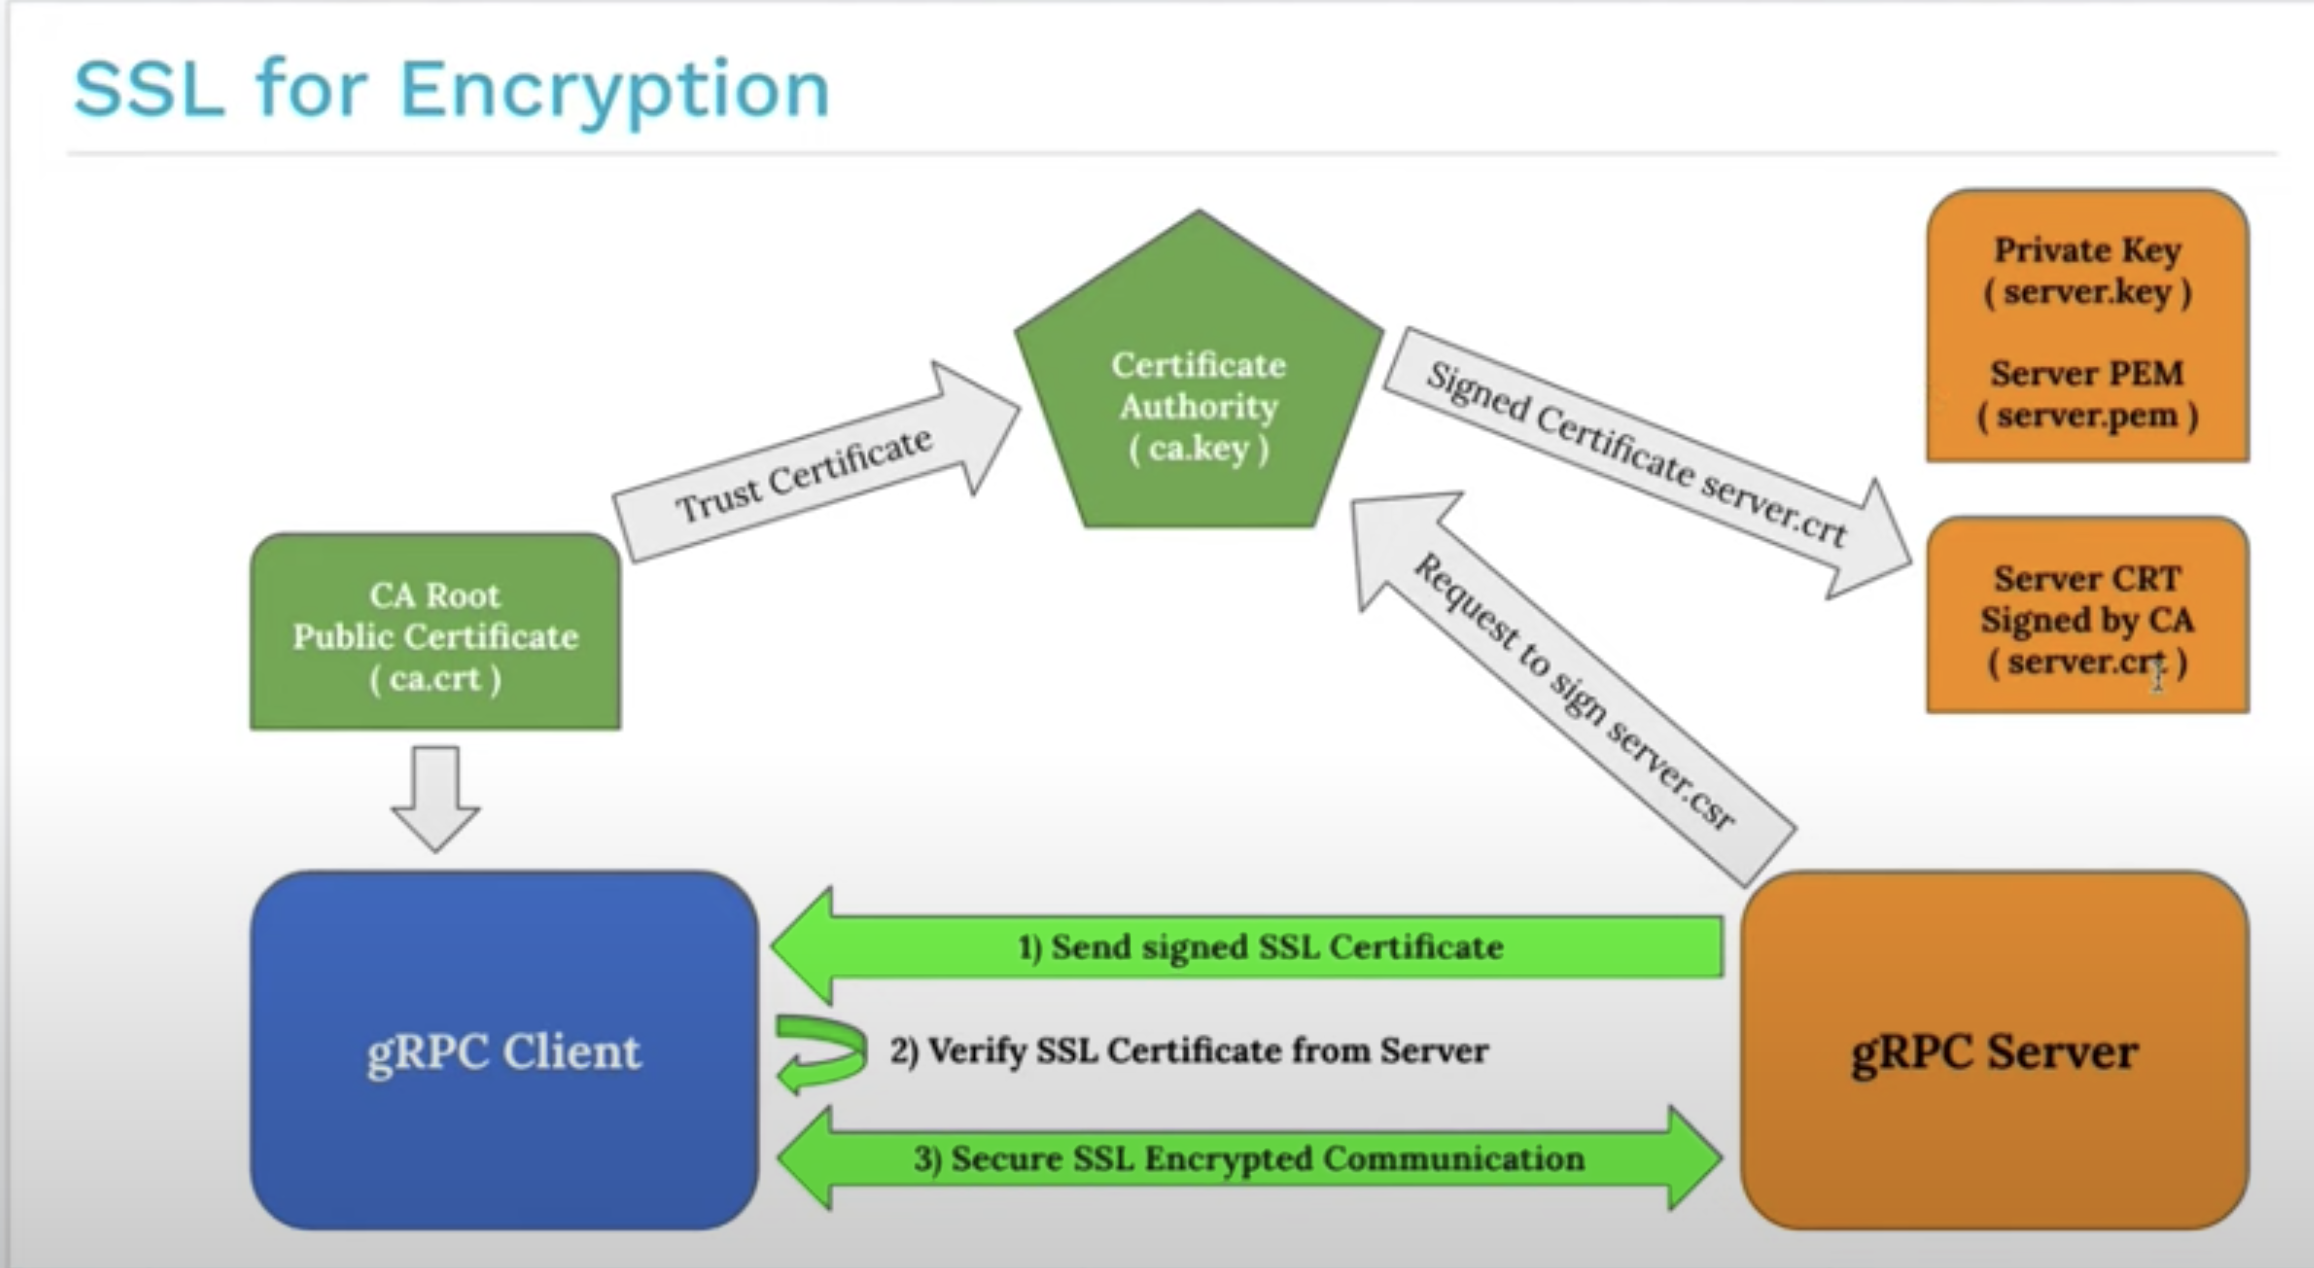 SSL for Encryption
Private Key
( server.key )
Server PEM
( server.pem )
Certificate
Authority
( ca.key )
Signed Certificate server.crt
Trust Certificate
Request to sign server.csr
Server CRT
Signed by CA
( server.crt )
CA Root
Public Certificate
( ca.crt )
1) Send signed SSL Certificate
gRPC Client
2) Verify SSL Certificate from Server
gRPC Server
3) Secure SSL Encrypted Communication